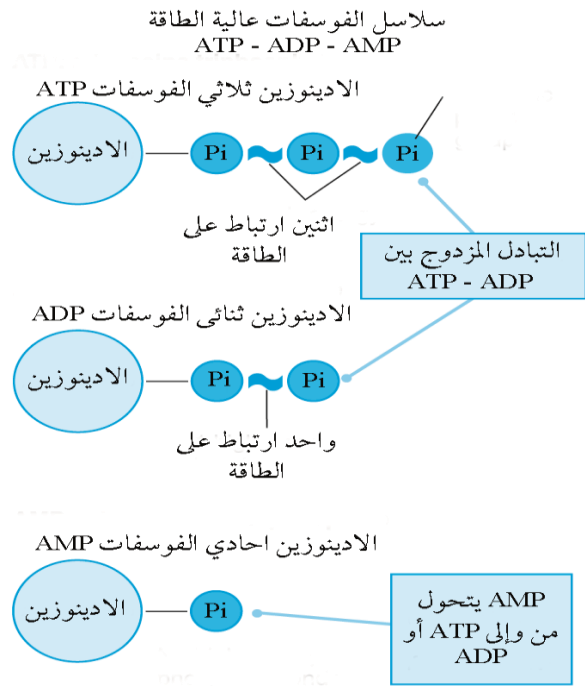 سلاسل الفوسفات عالية الطاقة
ATP - ADP - AMP
الادينوزين ثلاثي الفوسفات ATP
الادينوزين
Pi
Pi
Pi
اثنين ارتباط على
الطاقة
التبادل المزدوج بين
ATP - ADP
الادينوزين ثنائى الفوسفات ADP
الادينوزين
Pi
Pi
واحد ارتباط على
الطاقة
الادينوزين احادي الفوسفات AMP
الادينوزين
Pi
AMP يتحول
من وإلى ATP أو
ADP